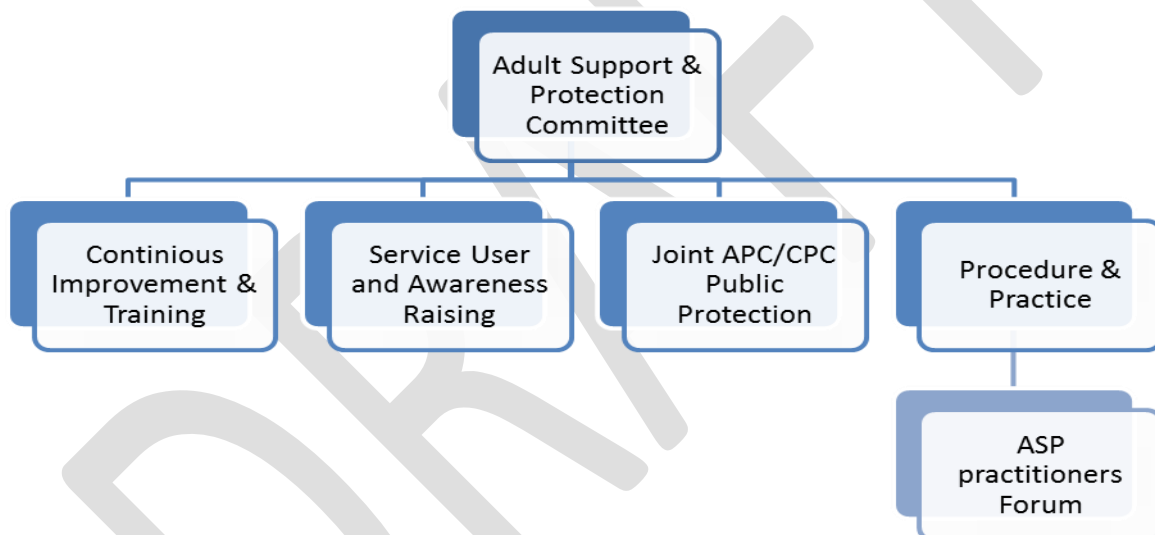 Adult Support &
Protection
Committee
Continious
Improvement &
Training
Service User
and Awareness
Raising
Joint APC/CPC
Public
Protection
Procedure &
Practice
ASP
practitioners
Forum
DRAFT